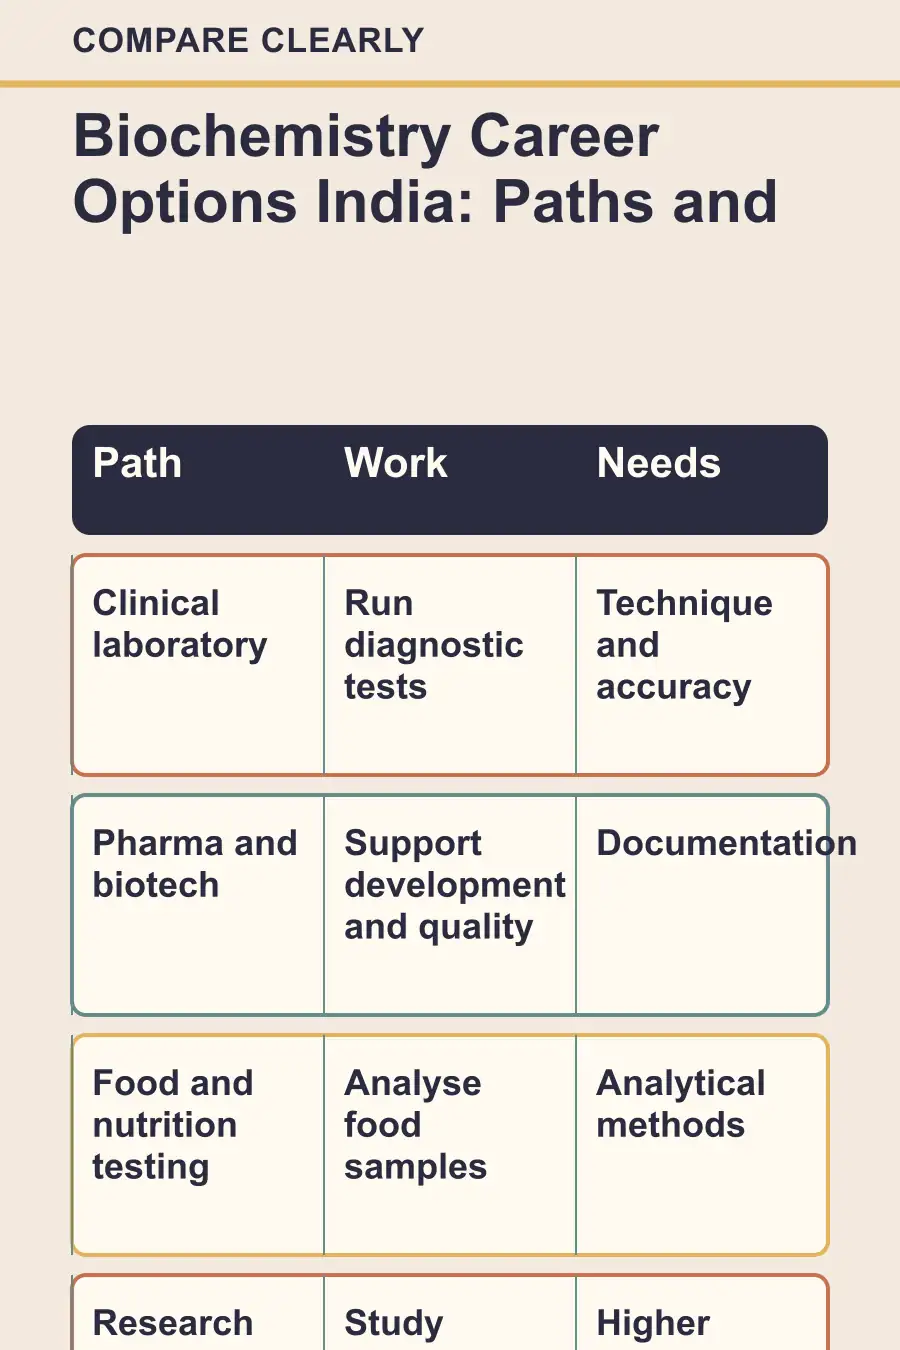 COMPARE CLEARLY
Biochemistry Career
Options India: Paths and
Path Work Needs
Clinical
laboratory
Run
diagnostic
tests
Technique
and
accuracy
Pharma and
biotech
Support
development
and quality
Documentation
Food and
nutrition
testing
Analyse
food
samples
Analytical
methods
Research
Study
Higher